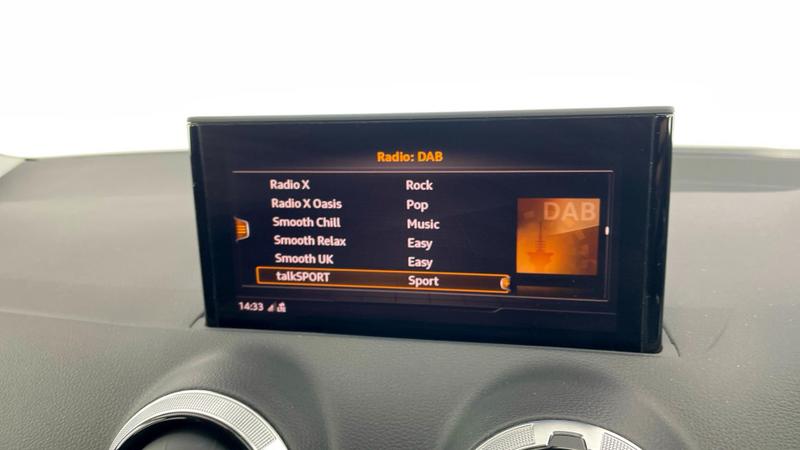 Radio: DAB
Radio X Rock
Radio X Oasis Pop
Smooth Chill Music
Smooth Relax Easy
Smooth UK Easy
talkSPORT Sport
DAB
14:33